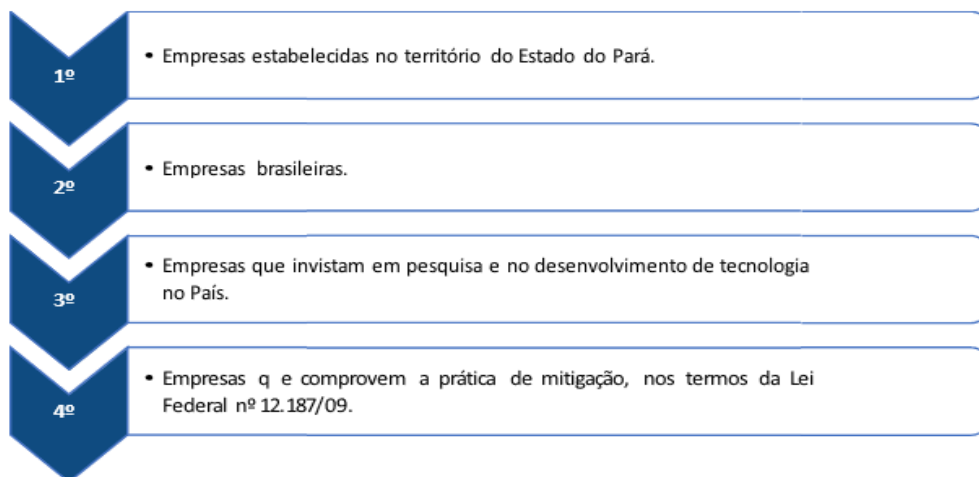 1º
• Empresas estabelecidas no território do Estado do Pará.
2º
• Empresas brasileiras.
3º
• Empresas que invistam em pesquisa e no desenvolvimento de tecnologia
no País.
4º
• Empresas q e comprovem a prática de mitigação, nos termos da Lei
Federal nº 12.187/09.